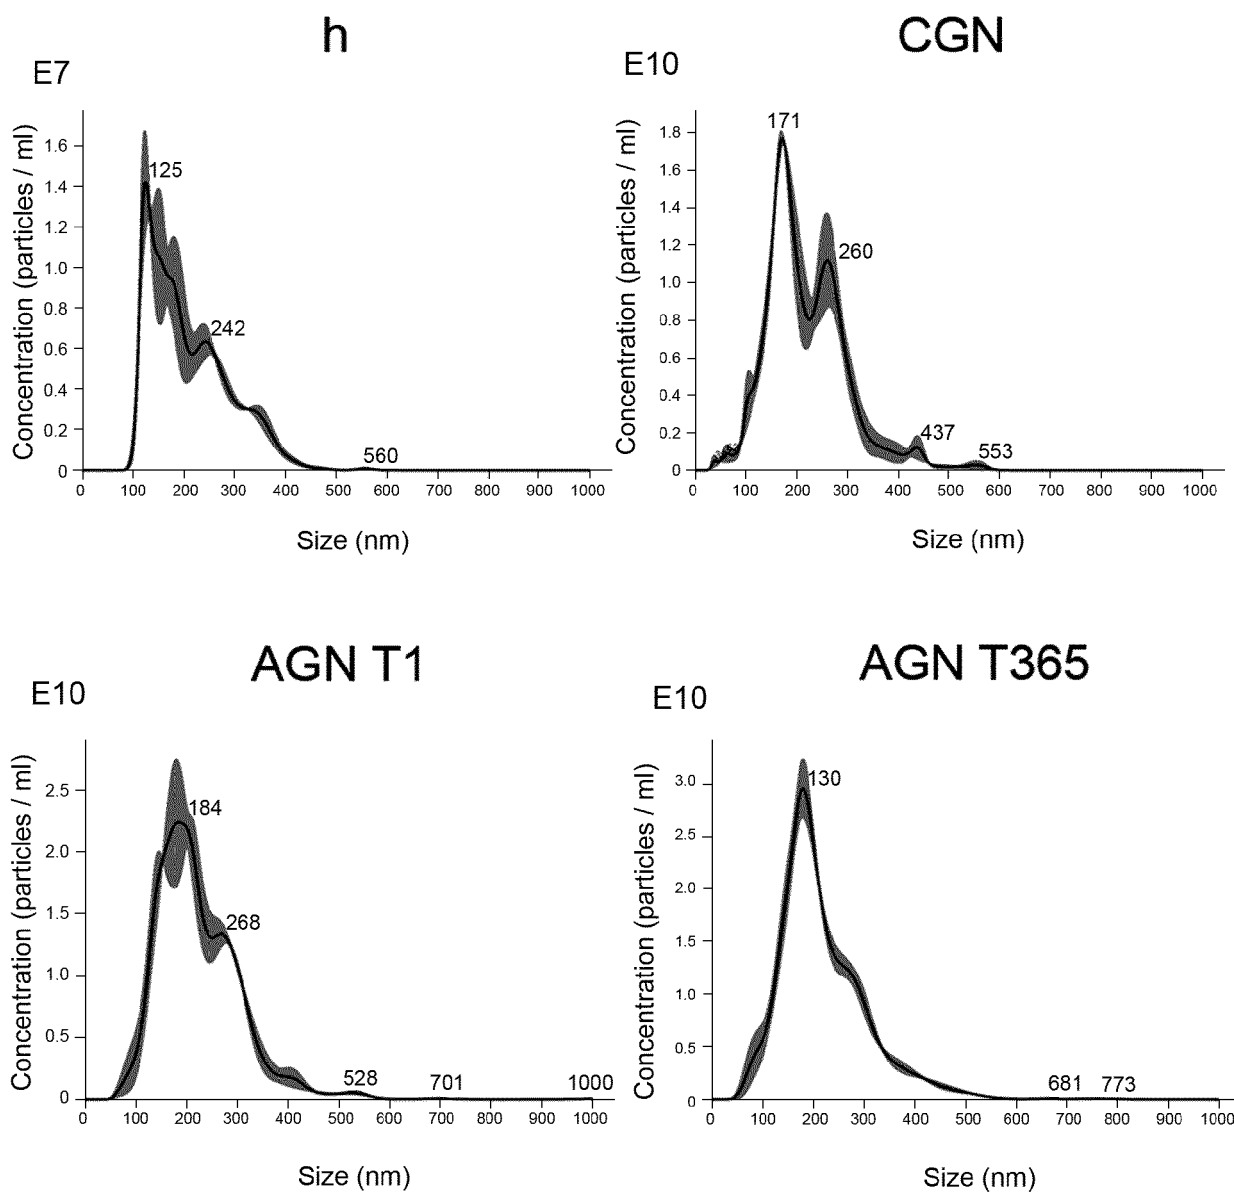 h
E7
Concentration (particles / ml)
1.6
1.4
1.2
1.0
0.8
0.6
0.4
0.2
0
125
242
560
0 100 200 300 400 500 600 700 800 900 1000
Size (nm)
CGN
E10
Concentration (particles / ml)
1.8
1.6
1.4
1.2
1.0
0.8
0.6
0.4
0.2
0
171
260
437
553
0 100 200 300 400 500 600 700 800 900 1000
Size (nm)
AGN T1
E10
Concentration (particles / ml)
2.5
2.0
1.5
1.0
0.5
0
184
268
528
701
1000
0 100 200 300 400 500 600 700 800 900 1000
Size (nm)
AGN T365
E10
Concentration (particles / ml)
3.0
2.5
3.0
1.5
1.0
0.5
0
130
681
773
0 100 200 300 400 500 600 700 800 900 1000
Size (nm)